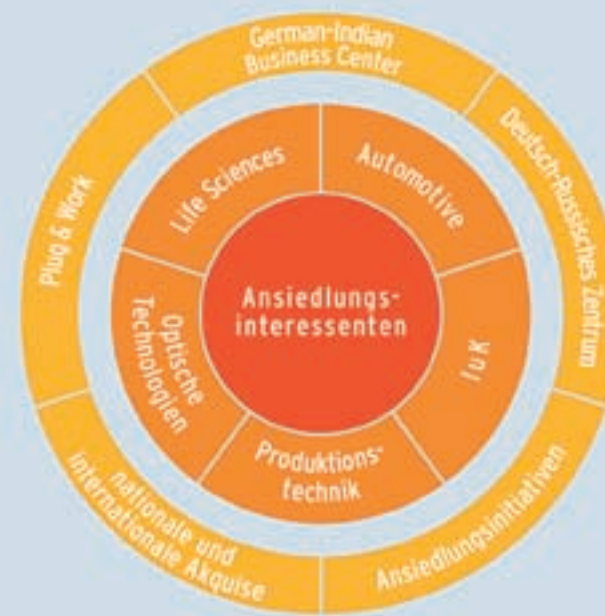 German-Indian
Business Center
Deutsch-Russisches Zentrum
Ansiedlungsinitiativen
nationale und
internationale Akquise
Plug & Work
Life Sciences
Automotive
IuK
Produktions-
technik
Optische
Technologien
Ansiedlungs-
interessenten